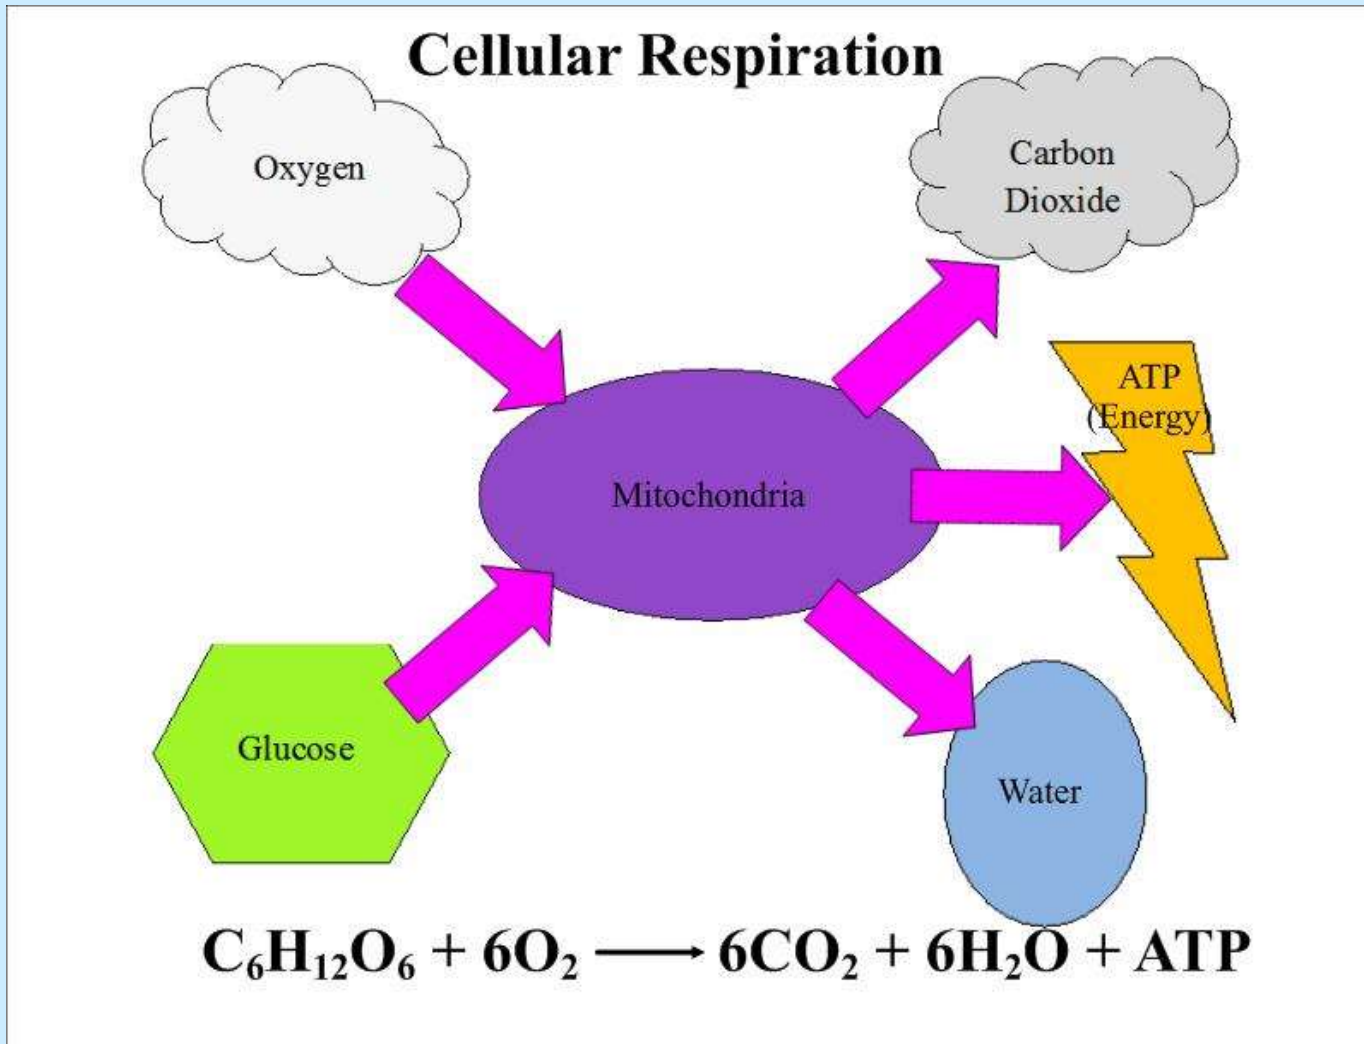 Cellular Respiration
Oxygen
Carbon
Dioxide
ATP
(Energy)
Mitochondria
Glucose
Water
C₆H₁₂O₆ + 6O₂ ⟶ 6CO₂ + 6H₂O + ATP